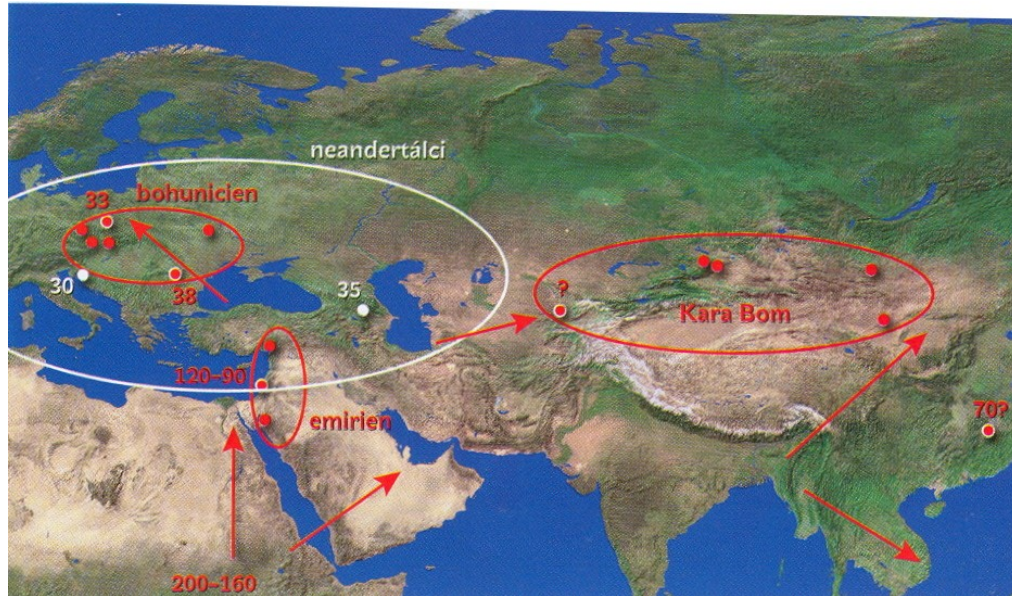 neandertálci
bohunicien
33
30
38
35
?
Kara Bom
120–90
emirien
70?
200–160